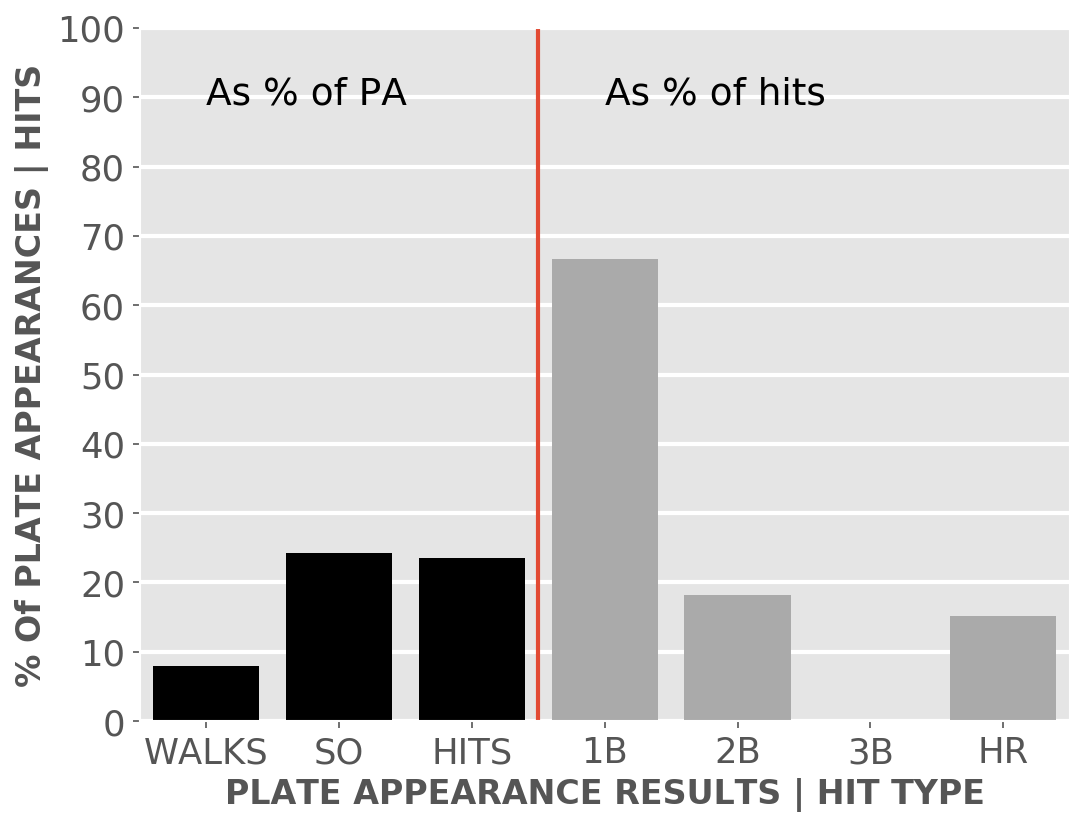 % Of PLATE APPEARANCES | HITS
100
90
80
70
60
50
40
30
20
10
0
As % of PA
As % of hits
WALKS SO HITS 1B 2B 3B HR
PLATE APPEARANCE RESULTS | HIT TYPE